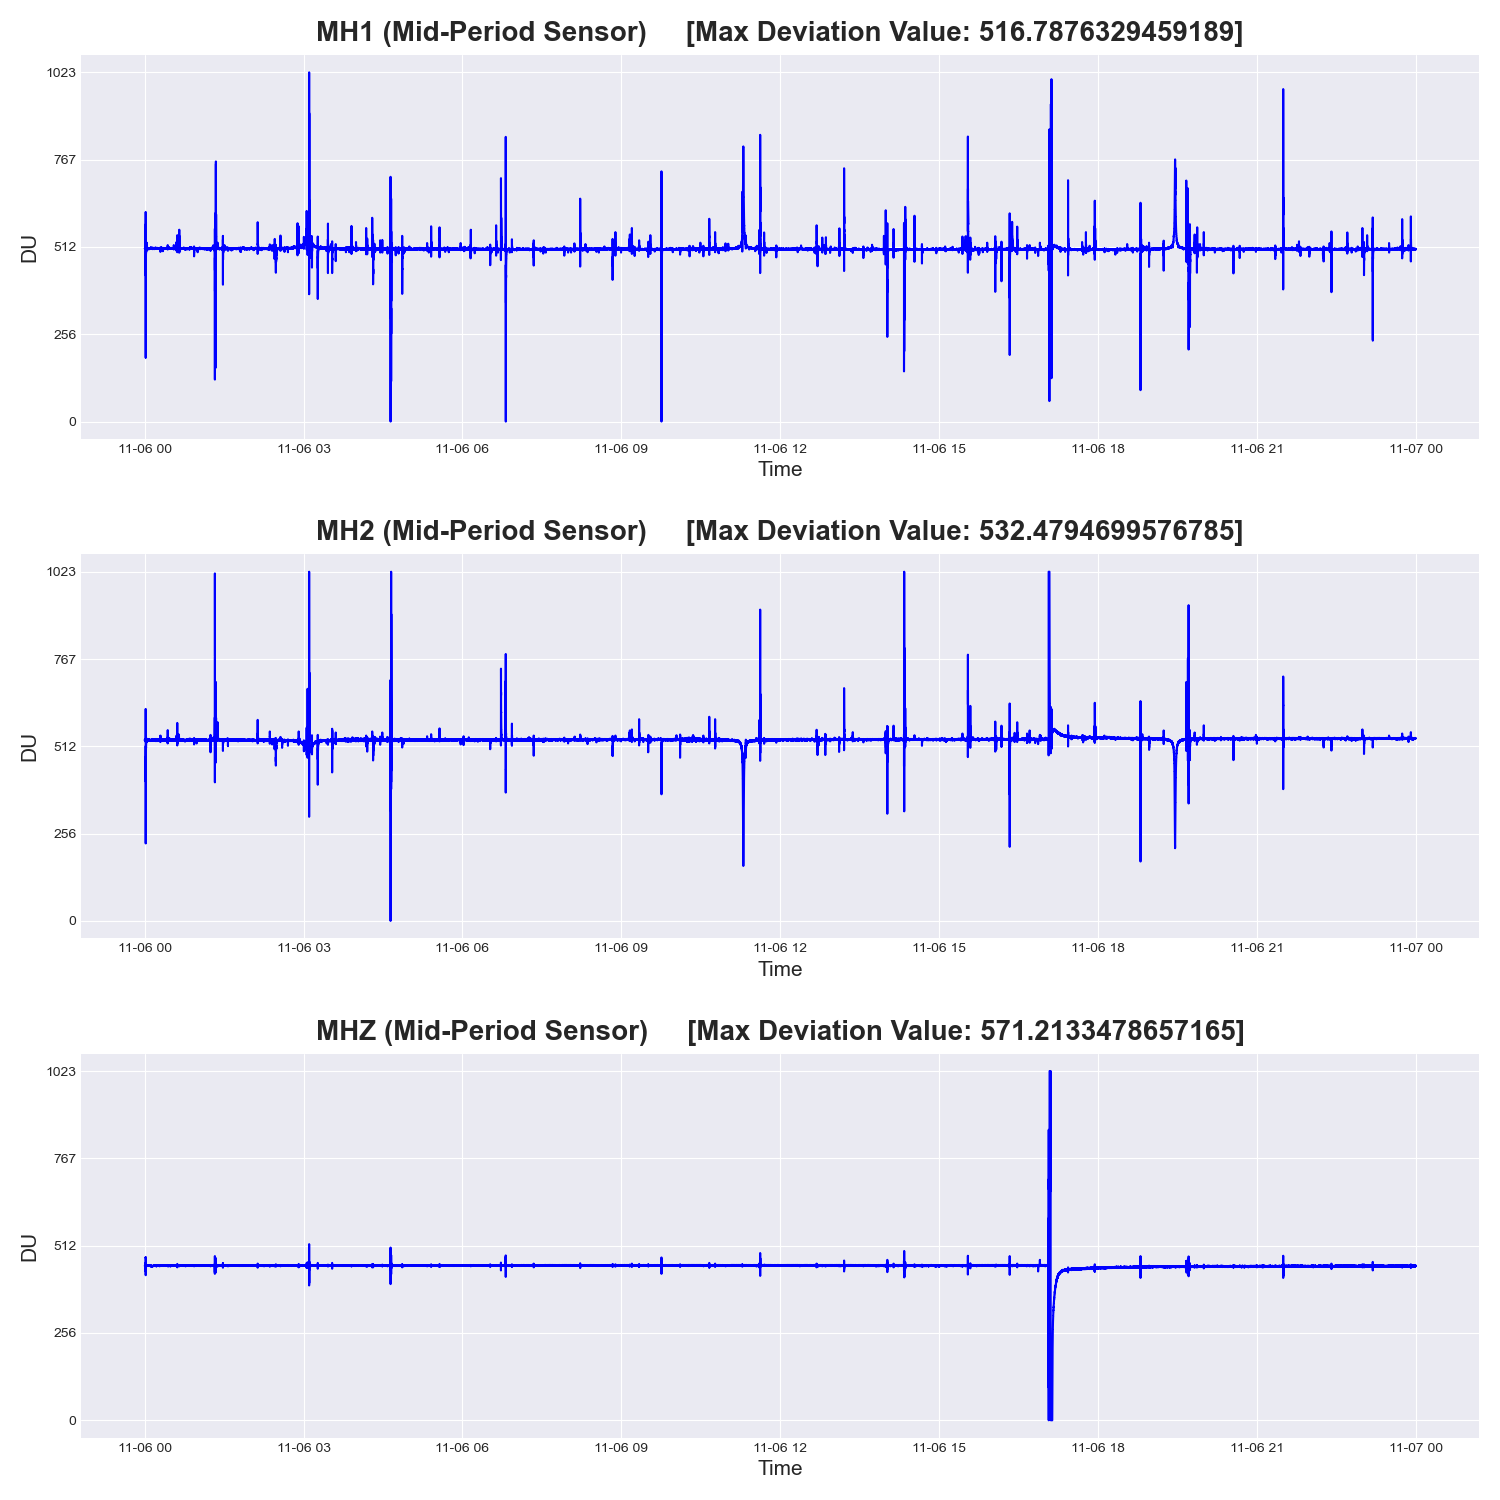 MH1 (Mid-Period Sensor) [Max Deviation Value: 516.7876329459189]
1023
767
512
256
0
DU
11-06 00 11-06 03 11-06 06 11-06 09 11-06 12 11-06 15 11-06 18 11-06 21 11-07 00
Time
MH2 (Mid-Period Sensor) [Max Deviation Value: 532.4794699576785]
1023
767
512
256
0
DU
11-06 00 11-06 03 11-06 06 11-06 09 11-06 12 11-06 15 11-06 18 11-06 21 11-07 00
Time
MHZ (Mid-Period Sensor) [Max Deviation Value: 571.2133478657165]
1023
767
512
256
0
DU
11-06 00 11-06 03 11-06 06 11-06 09 11-06 12 11-06 15 11-06 18 11-06 21 11-07 00
Time